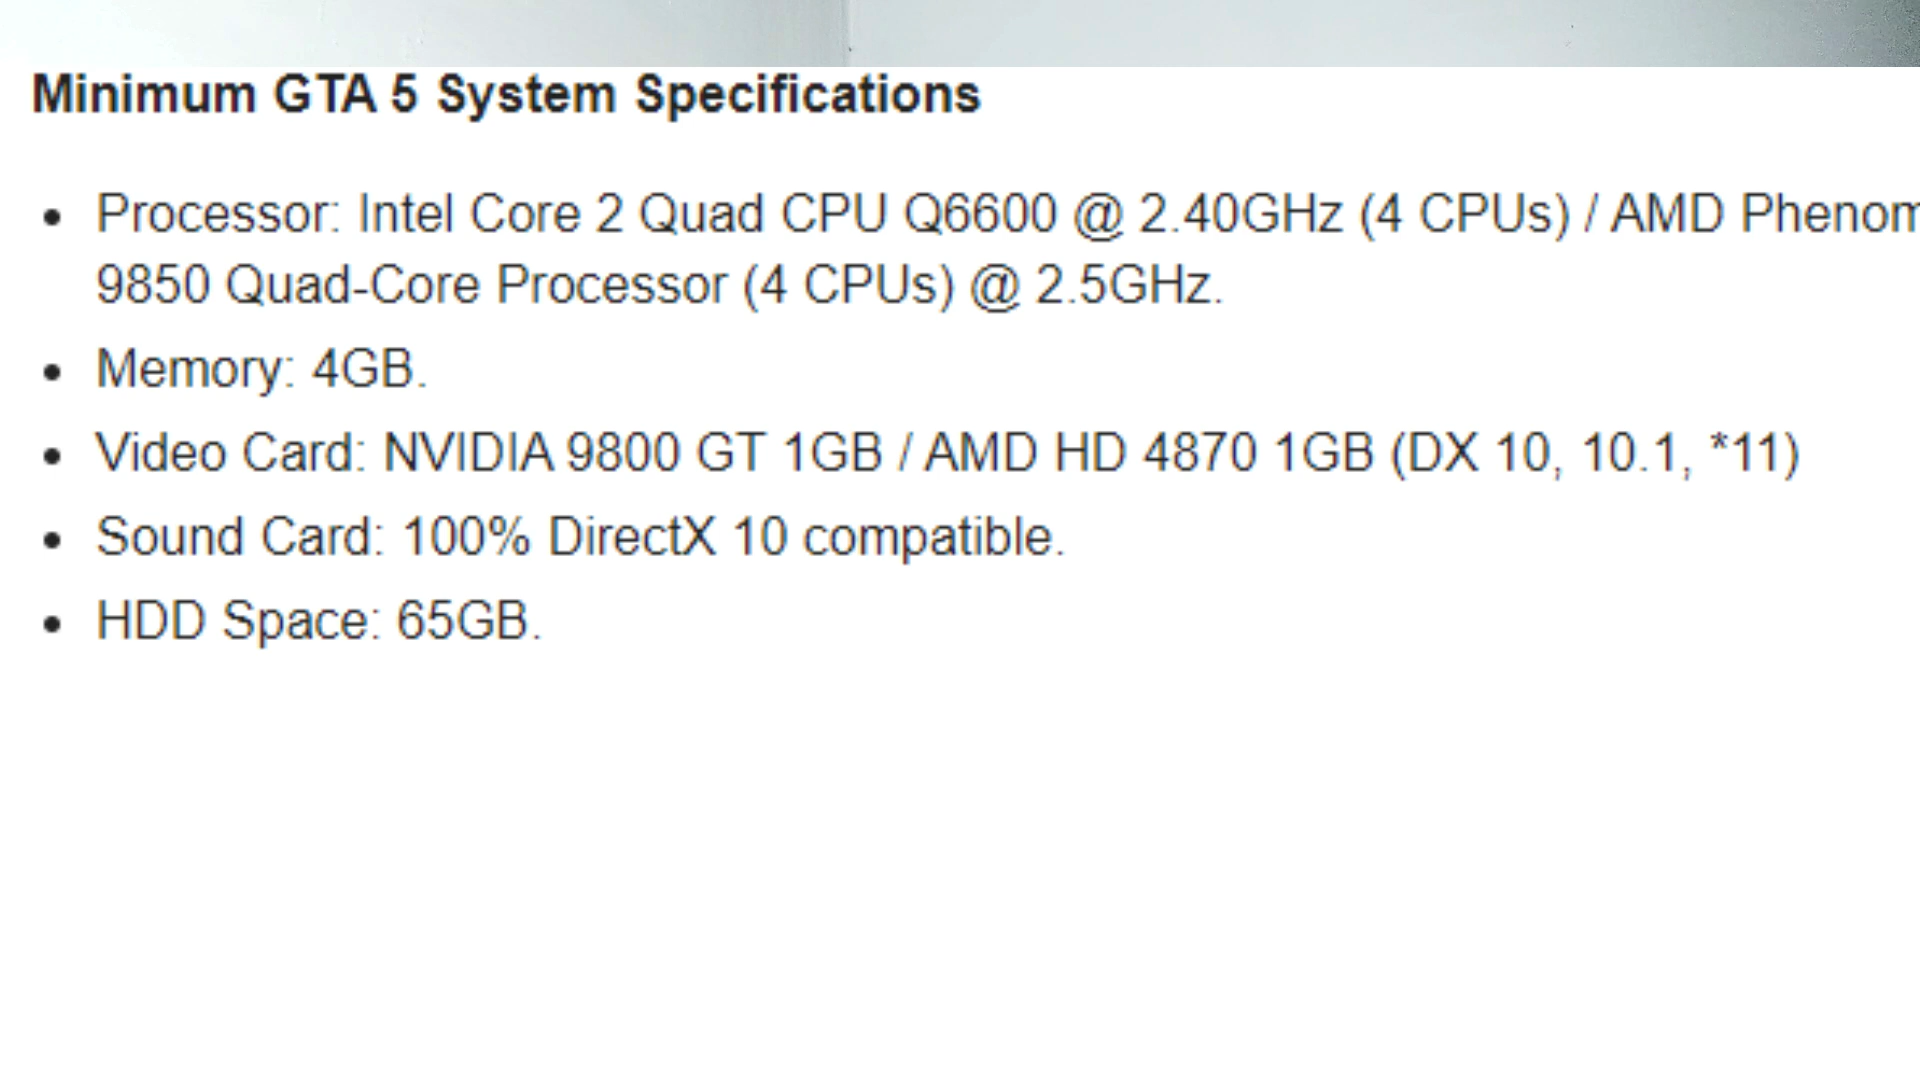 Minimum GTA 5 System Specifications
• Processor: Intel Core 2 Quad CPU Q6600 @ 2.40GHz (4 CPUs) / AMD Phenom
9850 Quad-Core Processor (4 CPUs) @ 2.5GHz.
• Memory: 4GB.
• Video Card: NVIDIA 9800 GT 1GB / AMD HD 4870 1GB (DX 10, 10.1, *11)
• Sound Card: 100% DirectX 10 compatible.
• HDD Space: 65GB.